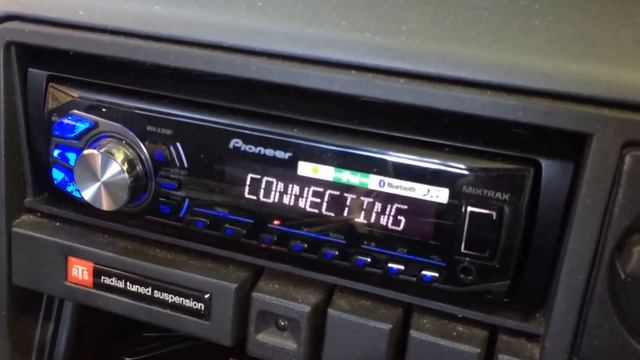 Pioneer
Bluetooth
MIXTRAX
CONNECTING
RTS
radial tuned suspension